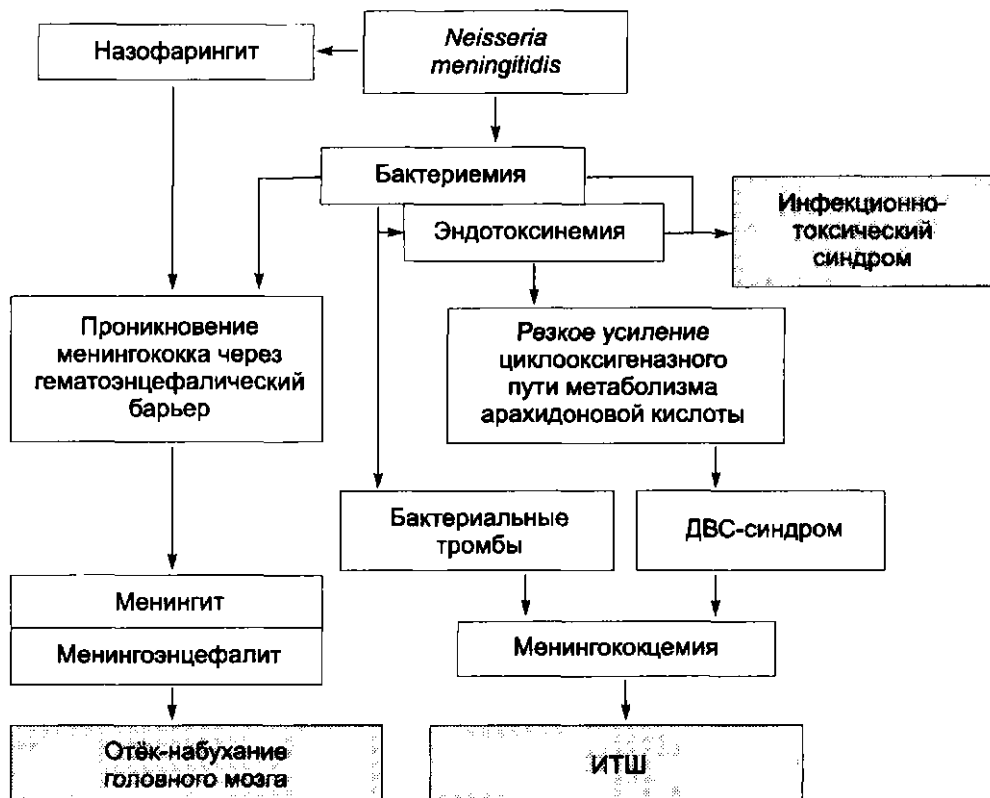 Назофарингит
Neisseria
meningitidis
Бактериемия
Эндотоксинемия
Инфекционно-
токсический
синдром
Проникновение
менингококка через
гематоэнцефалический
барьер
Резкое усиление
циклооксигеназного
пути метаболизма
арахидоновой кислоты
Бактериальные
тромбы
ДВС-синдром
Менингит
Менингоэнцефалит
Менингококцемия
Отёк-набухание
головного мозга
ИТШ